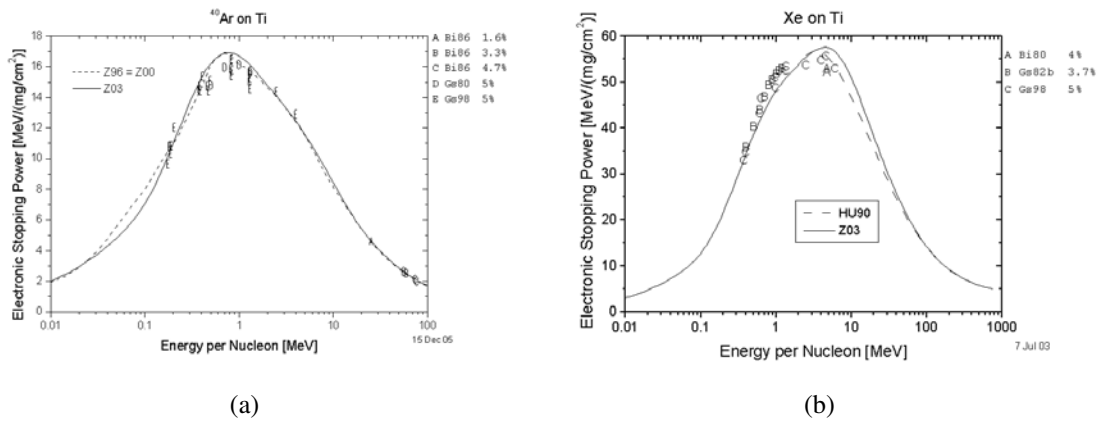 ⁴⁰Ar on Ti
Electronic Stopping Power [MeV/(mg/cm²)]
18
16
14
12
10
8
6
4
2
0
Z96 = Z00
Z03
A Bi86 1.6%
B Bi86 3.3%
C Bi86 4.7%
D Gs80 5%
E Gs98 5%
0.01
0.1
1
10
100
Energy per Nucleon [MeV]
15 Dec 05
(a)
Xe on Ti
Electronic Stopping Power [MeV/(mg/cm²)]
60
50
40
30
20
10
0
A Bi80 4%
B Gs82b 3.7%
C Gs98 5%
HU90
Z03
0.01
0.1
1
10
100
1000
Energy per Nucleon [MeV]
7 Jul 03
(b)